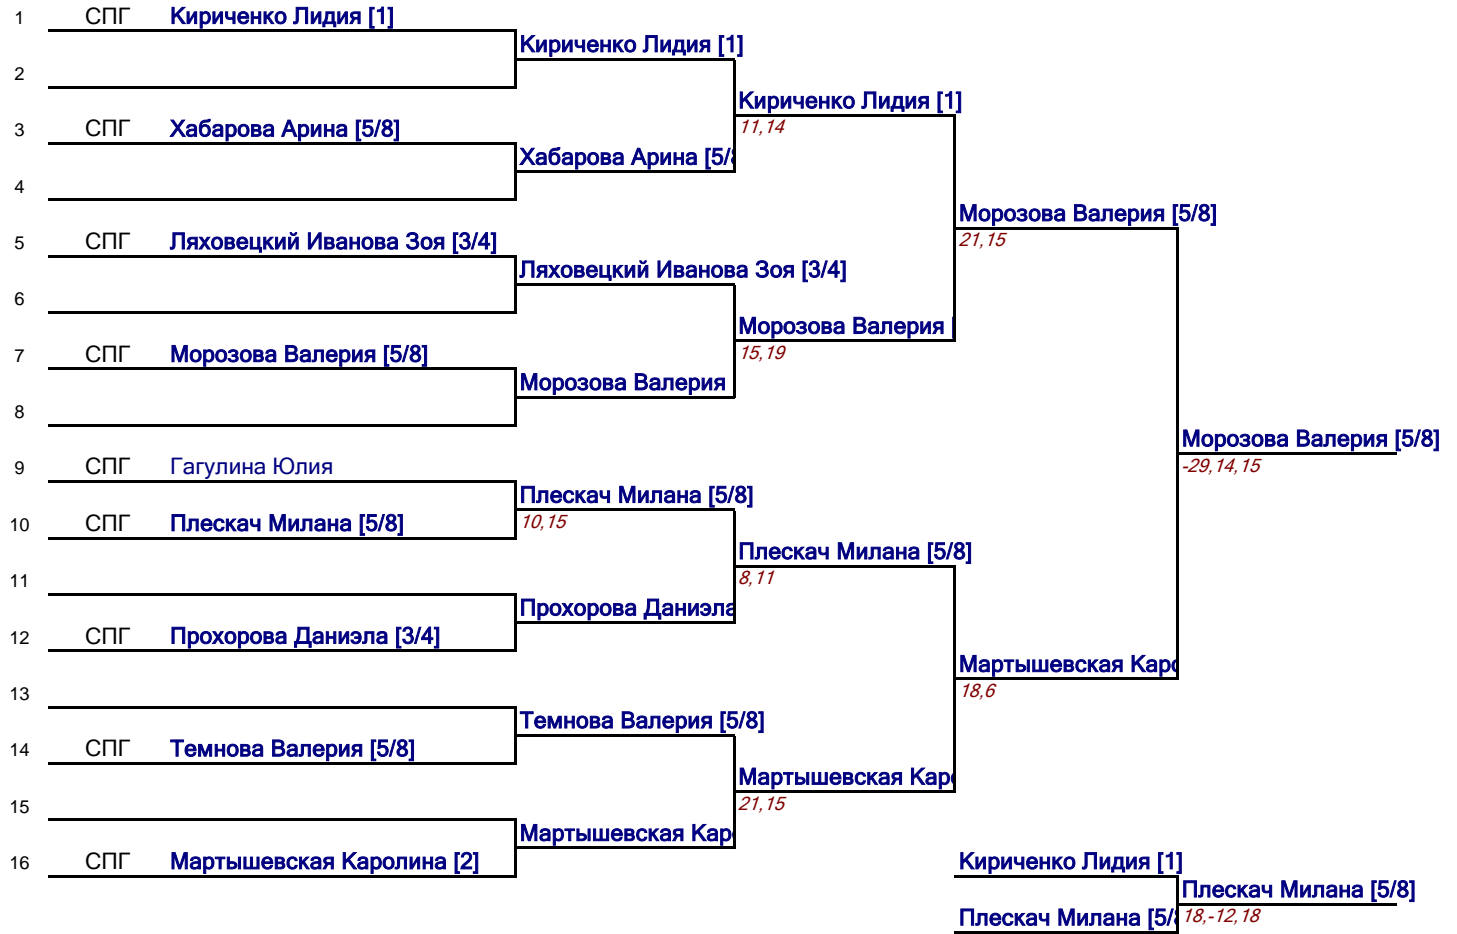 1 СПГ Кириченко Лидия [1]
Кириченко Лидия [1]
2
Кириченко Лидия [1]
3 СПГ Хабарова Арина [5/8]
11,14
Хабарова Арина [5/8
4
Морозова Валерия [5/8]
5 СПГ Ляховецкий Иванова Зоя [3/4]
21,15
Ляховецкий Иванова Зоя [3/4]
6
Морозова Валерия [
7 СПГ Морозова Валерия [5/8]
15,19
Морозова Валерия
8
Морозова Валерия [5/8]
9 СПГ Гагулина Юлия
-29,14,15
Плескач Милана [5/8]
10 СПГ Плескач Милана [5/8]
10,15
Плескач Милана [5/8]
11
8,11
Прохорова Даниэла
12 СПГ Прохорова Даниэла [3/4]
Мартышевская Каро
13
18,6
Темнова Валерия [5/8]
14 СПГ Темнова Валерия [5/8]
Мартышевская Каро
15
21,15
Мартышевская Кар
16 СПГ Мартышевская Каролина [2]
Кириченко Лидия [1]
Плескач Милана [5/8]
Плескач Милана [5/8
18,-12,18